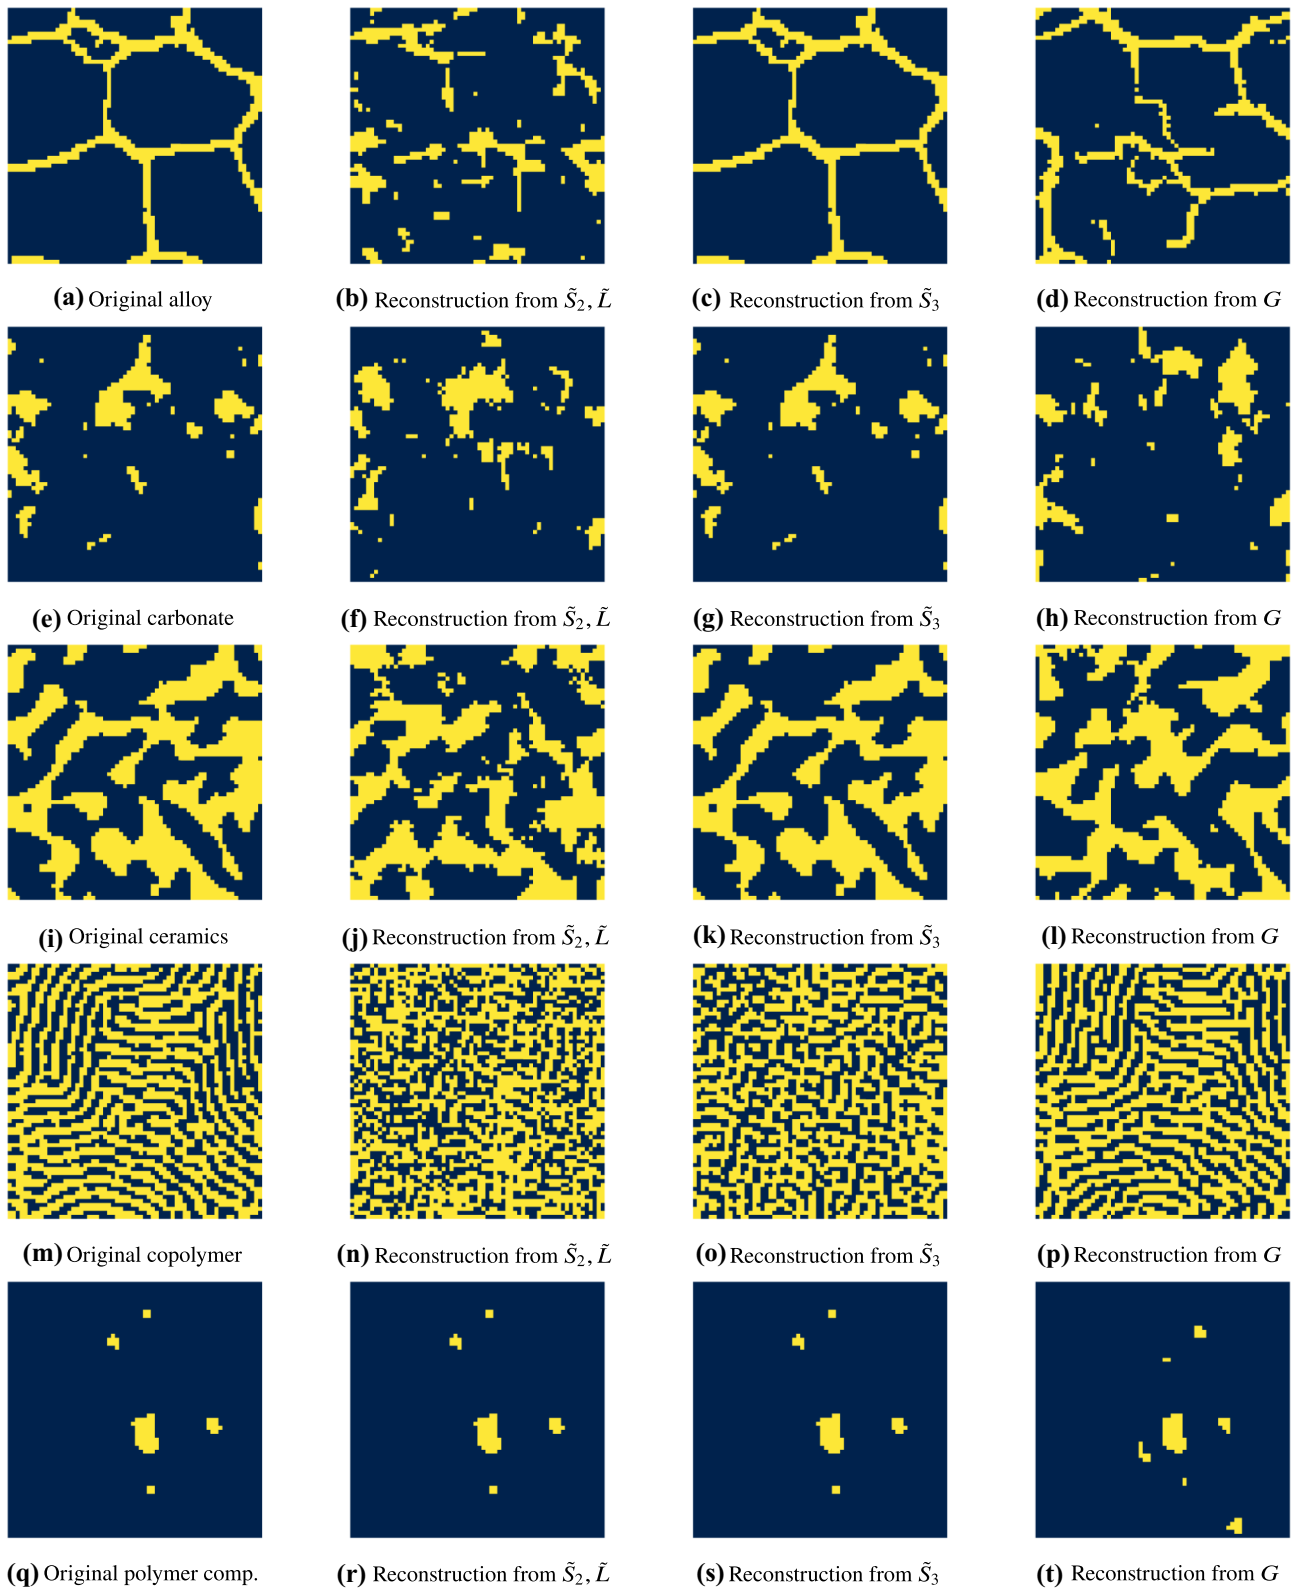 (a) Original alloy
(b) Reconstruction from S̃₂, L̃
(c) Reconstruction from S̃₃
(d) Reconstruction from G
(e) Original carbonate
(f) Reconstruction from S̃₂, L̃
(g) Reconstruction from S̃₃
(h) Reconstruction from G
(i) Original ceramics
(j) Reconstruction from S̃₂, L̃
(k) Reconstruction from S̃₃
(l) Reconstruction from G
(m) Original copolymer
(n) Reconstruction from S̃₂, L̃
(o) Reconstruction from S̃₃
(p) Reconstruction from G
(q) Original polymer comp.
(r) Reconstruction from S̃₂, L̃
(s) Reconstruction from S̃₃
(t) Reconstruction from G